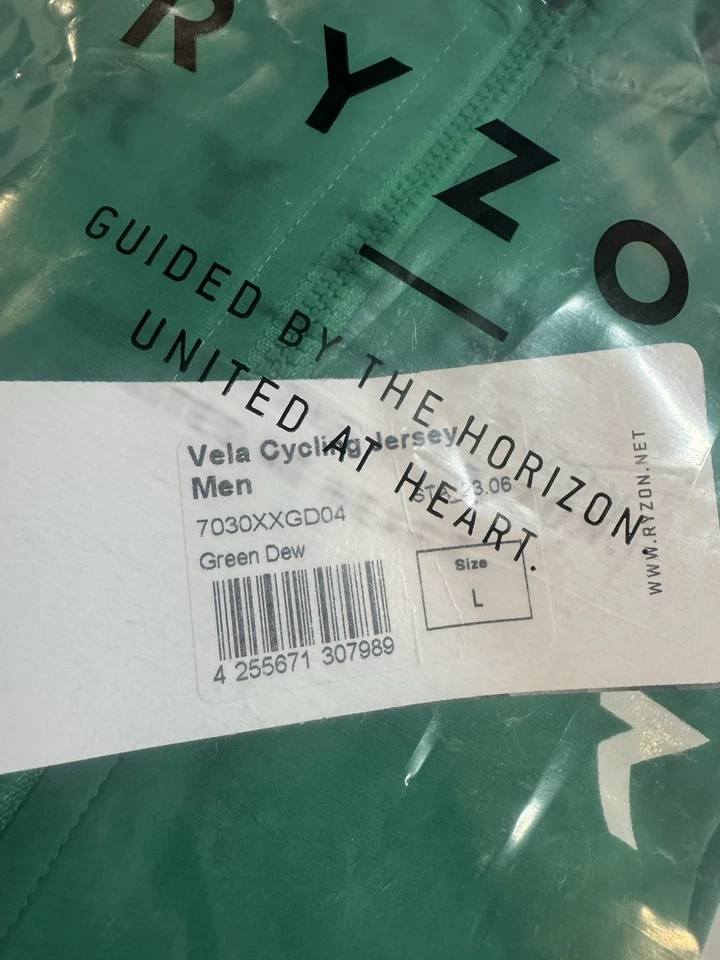 RYZO
GUIDED BY THE HORIZON.
UNITED AT HEART.
Vela Cycling Jersey
Men
7030XXGD04
Green Dew
4 255671 307989
Size
L
WWW.RYZON.NET